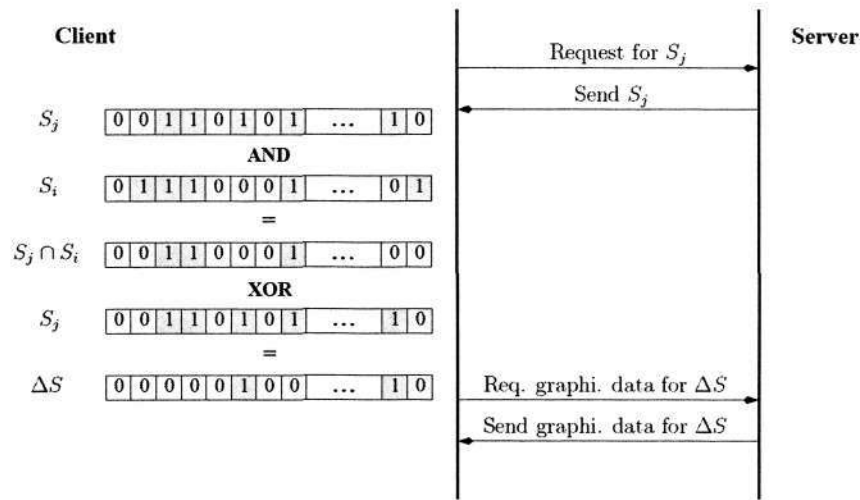 Client
Server
Request for S_j
Send S_j
S_j 0 0 1 1 0 1 0 1 ... 1 0
AND
S_i 0 1 1 1 0 0 0 1 ... 0 1
=
S_j ∩ S_i 0 0 1 1 0 0 0 1 ... 0 0
XOR
S_j 0 0 1 1 0 1 0 1 ... 1 0
=
ΔS 0 0 0 0 0 1 0 0 ... 1 0
Req. graphi. data for ΔS
Send graphi. data for ΔS